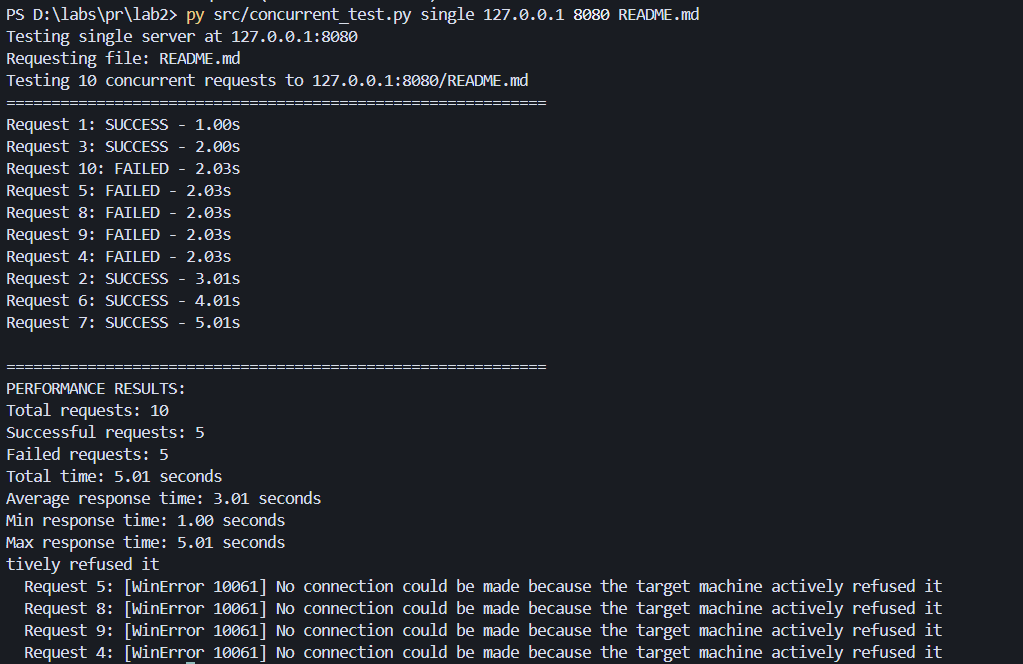 PS D:\labs\pr\lab2> py src/concurrent_test.py single 127.0.0.1 8080 README.md
Testing single server at 127.0.0.1:8080
Requesting file: README.md
Testing 10 concurrent requests to 127.0.0.1:8080/README.md
============================================================
Request 1: SUCCESS - 1.00s
Request 3: SUCCESS - 2.00s
Request 10: FAILED - 2.03s
Request 5: FAILED - 2.03s
Request 8: FAILED - 2.03s
Request 9: FAILED - 2.03s
Request 4: FAILED - 2.03s
Request 2: SUCCESS - 3.01s
Request 6: SUCCESS - 4.01s
Request 7: SUCCESS - 5.01s
============================================================
PERFORMANCE RESULTS:
Total requests: 10
Successful requests: 5
Failed requests: 5
Total time: 5.01 seconds
Average response time: 3.01 seconds
Min response time: 1.00 seconds
Max response time: 5.01 seconds
tively refused it
  Request 5: [WinError 10061] No connection could be made because the target machine actively refused it
  Request 8: [WinError 10061] No connection could be made because the target machine actively refused it
  Request 9: [WinError 10061] No connection could be made because the target machine actively refused it
  Request 4: [WinError 10061] No connection could be made because the target machine actively refused it